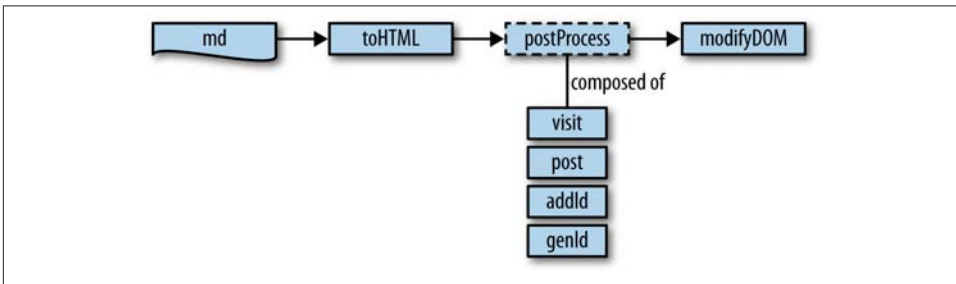 md
toHTML
postProcess
modifyDOM
composed of
visit
post
addId
genId